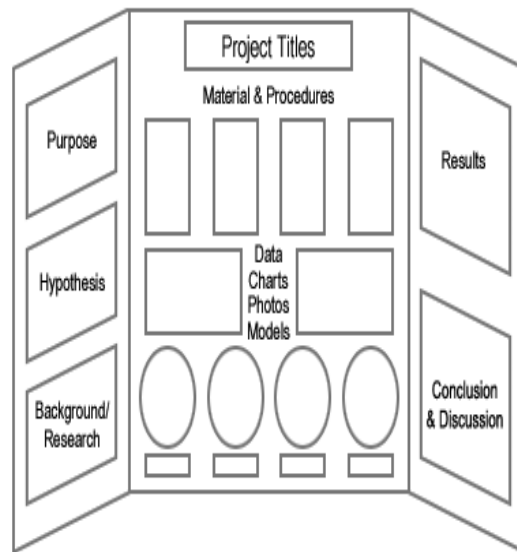 Project Titles
Material & Procedures
Purpose
Hypothesis
Background/
Research
Data
Charts
Photos
Models
Results
Conclusion
& Discussion